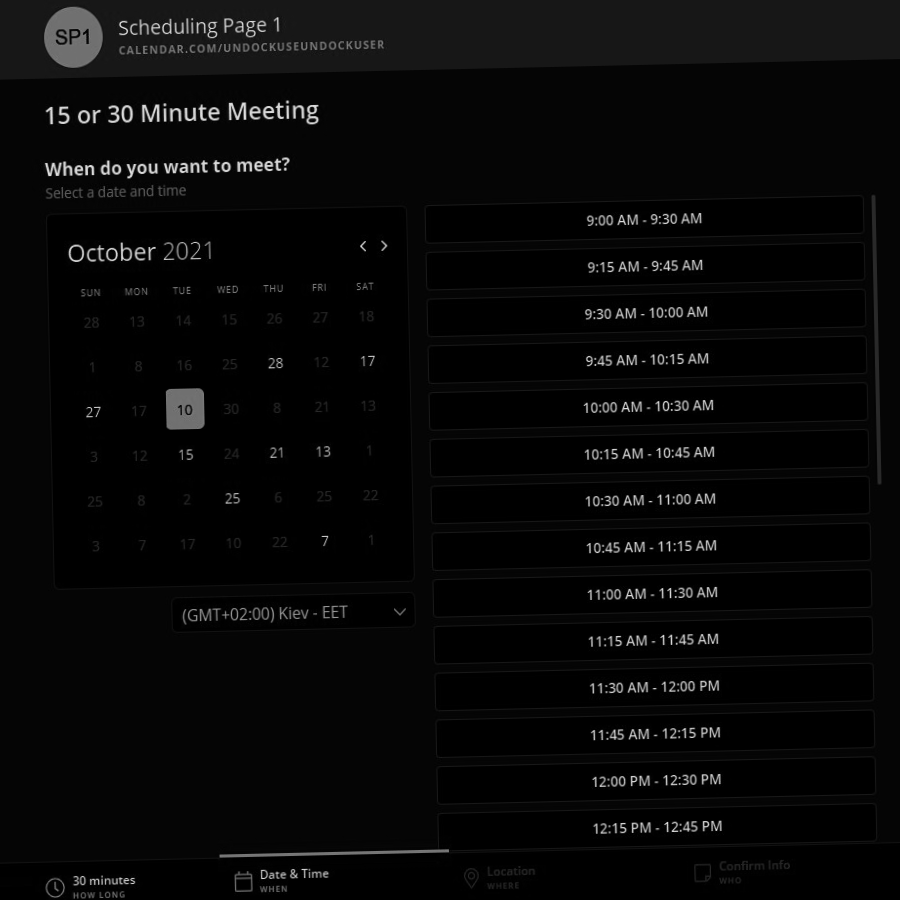 SP1
Scheduling Page 1
CALENDAR.COM/UNDOCKUSEUNDOCKUSER
15 or 30 Minute Meeting
When do you want to meet?
Select a date and time
October 2021
SUN MON TUE WED THU FRI SAT
28 13 14 15 26 27 18
1 8 16 25 28 12 17
27 17 10 30 8 21 13
3 12 15 24 21 13 1
25 8 2 25 6 25 22
3 7 17 10 22 7 1
(GMT+02:00) Kiev - EET
9:00 AM - 9:30 AM
9:15 AM - 9:45 AM
9:30 AM - 10:00 AM
9:45 AM - 10:15 AM
10:00 AM - 10:30 AM
10:15 AM - 10:45 AM
10:30 AM - 11:00 AM
10:45 AM - 11:15 AM
11:00 AM - 11:30 AM
11:15 AM - 11:45 AM
11:30 AM - 12:00 PM
11:45 AM - 12:15 PM
12:00 PM - 12:30 PM
12:15 PM - 12:45 PM
30 minutes
HOW LONG
Date & Time
WHEN
Location
WHERE
Confirm Info
WHO